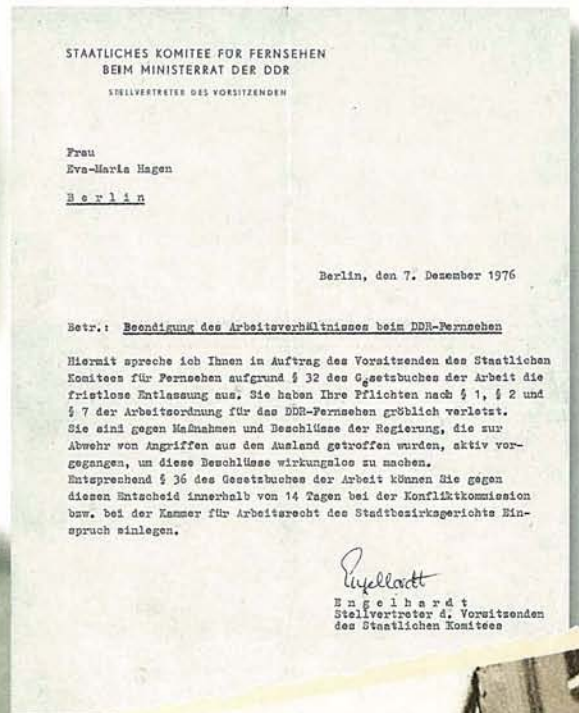 STAATLICHES KOMITEE FÜR FERNSEHEN
BEIM MINISTERRAT DER DDR
STELLVERTRETER DES VORSITZENDEN
Frau
Eva-Maria Hagen
Berlin
Berlin, den 7. Dezember 1976
Betr.: Beendigung des Arbeitsverhältnisses beim DDR-Fernsehen
Hiermit spreche ich Ihnen in Auftrag des Vorsitzenden des Staatlichen
Komitees für Fernsehen aufgrund § 32 des Gesetzbuches der Arbeit die
fristlose Entlassung aus. Sie haben Ihre Pflichten nach § 1, § 2 und
§ 7 der Arbeitsordnung für das DDR-Fernsehen gröblich verletzt.
Sie sind gegen Maßnahmen und Beschlüsse der Regierung, die zur
Abwehr von Angriffen aus dem Ausland getroffen wurden, aktiv vor-
gegangen, um diese Beschlüsse wirkungslos zu machen.
Entsprechend § 36 des Gesetzbuches der Arbeit können Sie gegen
diesen Entscheid innerhalb von 14 Tagen bei der Konfliktkommission
bzw. bei der Kammer für Arbeitsrecht des Stadtbezirksgerichts Ein-
spruch einlegen.
Engelhardt
Engelhardt
Stellvertreter d. Vorsitzenden
des Staatlichen Komitees